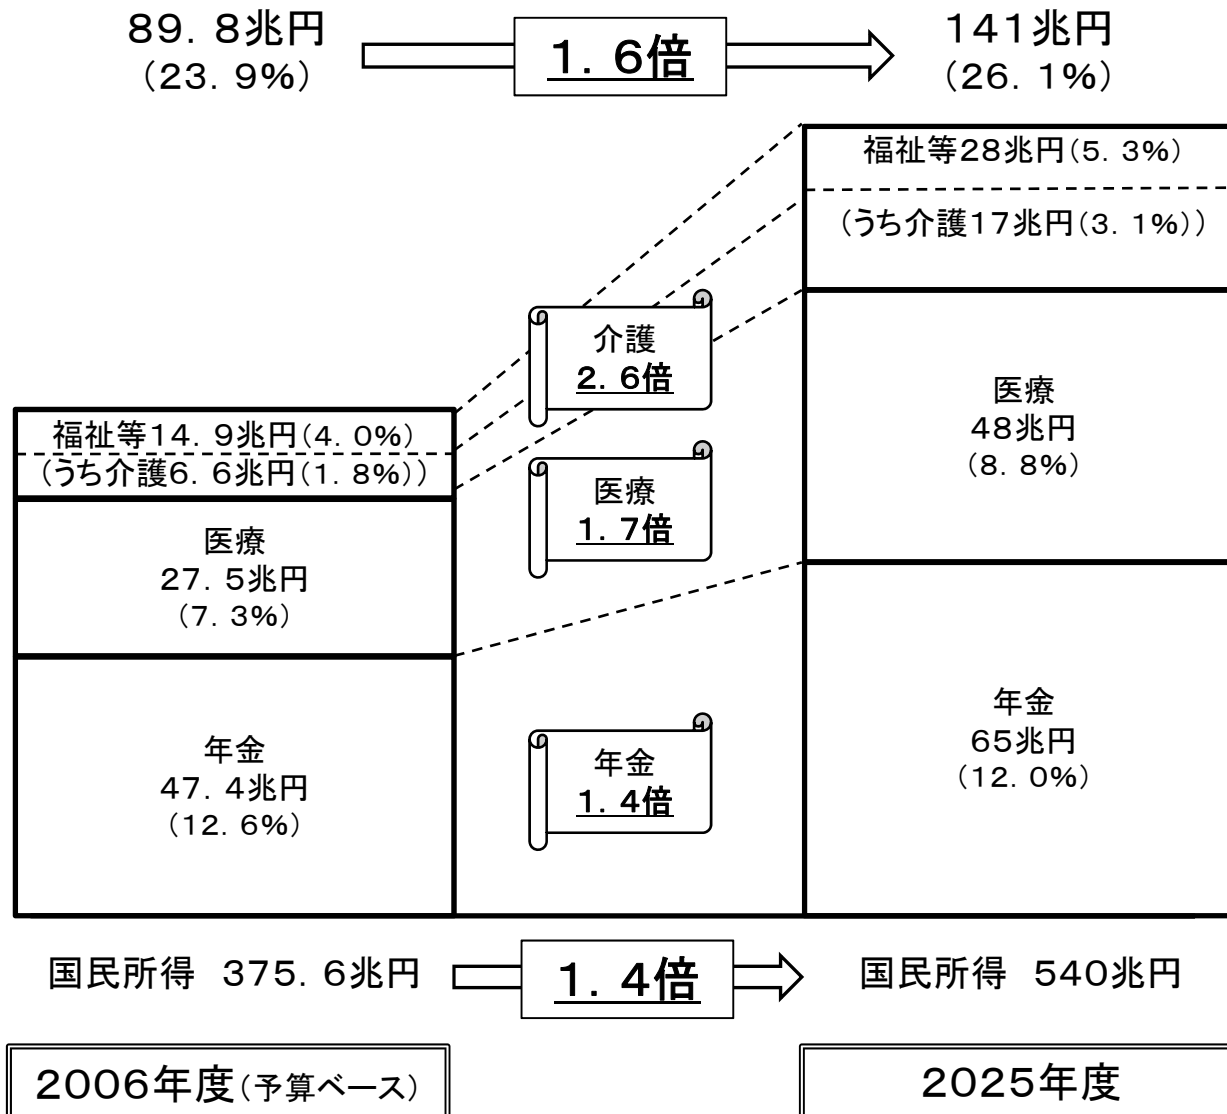 89．8兆円
（23．9%）
1．6倍
141兆円
（26．1%）
福祉等28兆円（5．3%）
（うち介護17兆円（3．1%））
介護
2．6倍
医療
48兆円
（8．8%）
福祉等14．9兆円（4．0%）
（うち介護6．6兆円（1．8%））
医療
1．7倍
医療
27．5兆円
（7．3%）
年金
65兆円
（12．0%）
年金
47．4兆円
（12．6%）
年金
1．4倍
国民所得　375．6兆円
1．4倍
国民所得　540兆円
2006年度（予算ベース）
2025年度